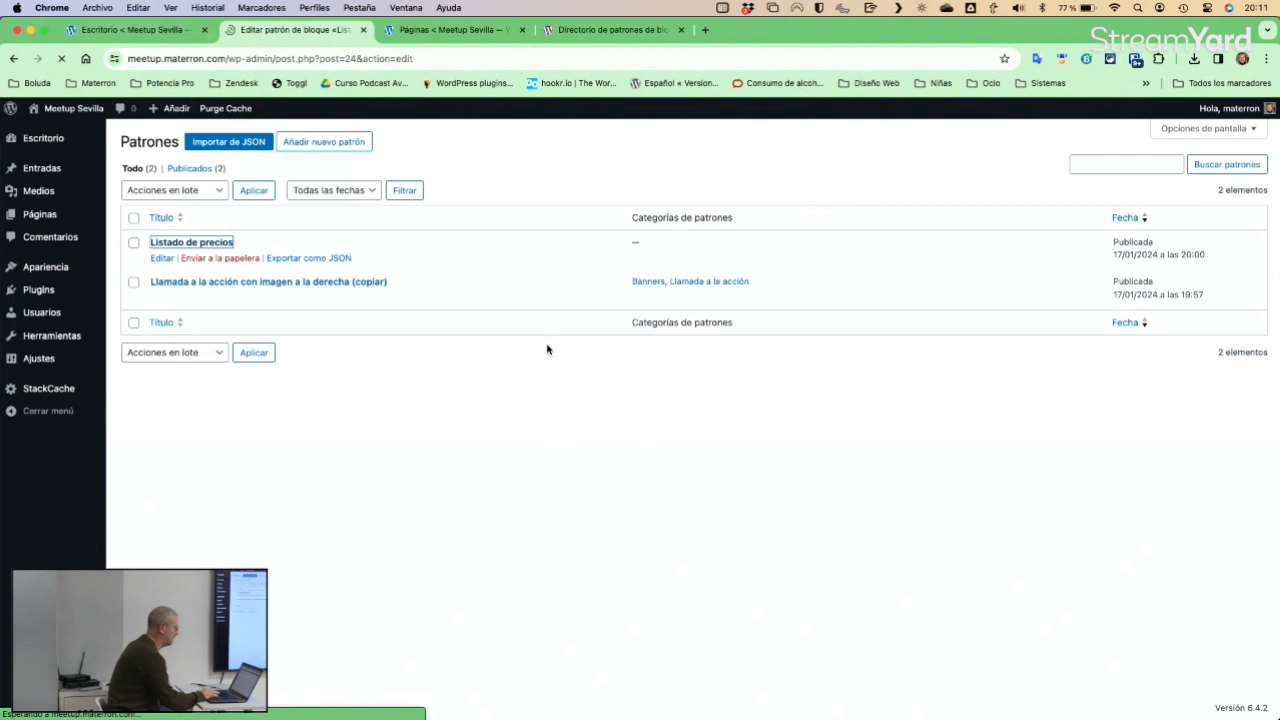 Chrome Archivo Editar Ver Historial Marcadores Perfiles Pestaña Ventana Ayuda 77% 20:11
StreamYard
Escritorio < Meetup Sevilla —
Editar patrón de bloque «Lis
Páginas < Meetup Sevilla —
Directorio de patrones de blo
meetup.materron.com/wp-admin/post.php?post=24&action=edit
Boluda Materron Potencia Pro Zendesk Toggl Curso Podcast Av... WordPress plugins... hookr.io | The Wor... Español « Version... Consumo de alcoh... Diseño Web Niñas Ocio Sistemas » Todos los marcadores
Meetup Sevilla 0 Añadir Purge Cache Hola, materron
Escritorio
Entradas
Medios
Páginas
Comentarios
Apariencia
Plugins
Usuarios
Herramientas
Ajustes
StackCache
Cerrar menú
Opciones de pantalla
Patrones Importar de JSON Añadir nuevo patrón
Todo (2) | Publicados (2)
Buscar patrones
Acciones en lote Aplicar Todas las fechas Filtrar 2 elementos
Título Categorías de patrones Fecha
Listado de precios — Publicada
Editar | Enviar a la papelera | Exportar como JSON 17/01/2024 a las 20:00
Llamada a la acción con imagen a la derecha (copiar) Banners, Llamada a la acción Publicada
17/01/2024 a las 19:57
Título Categorías de patrones Fecha
Acciones en lote Aplicar 2 elementos
Esperando a meetup.materron.com...
Versión 6.4.2